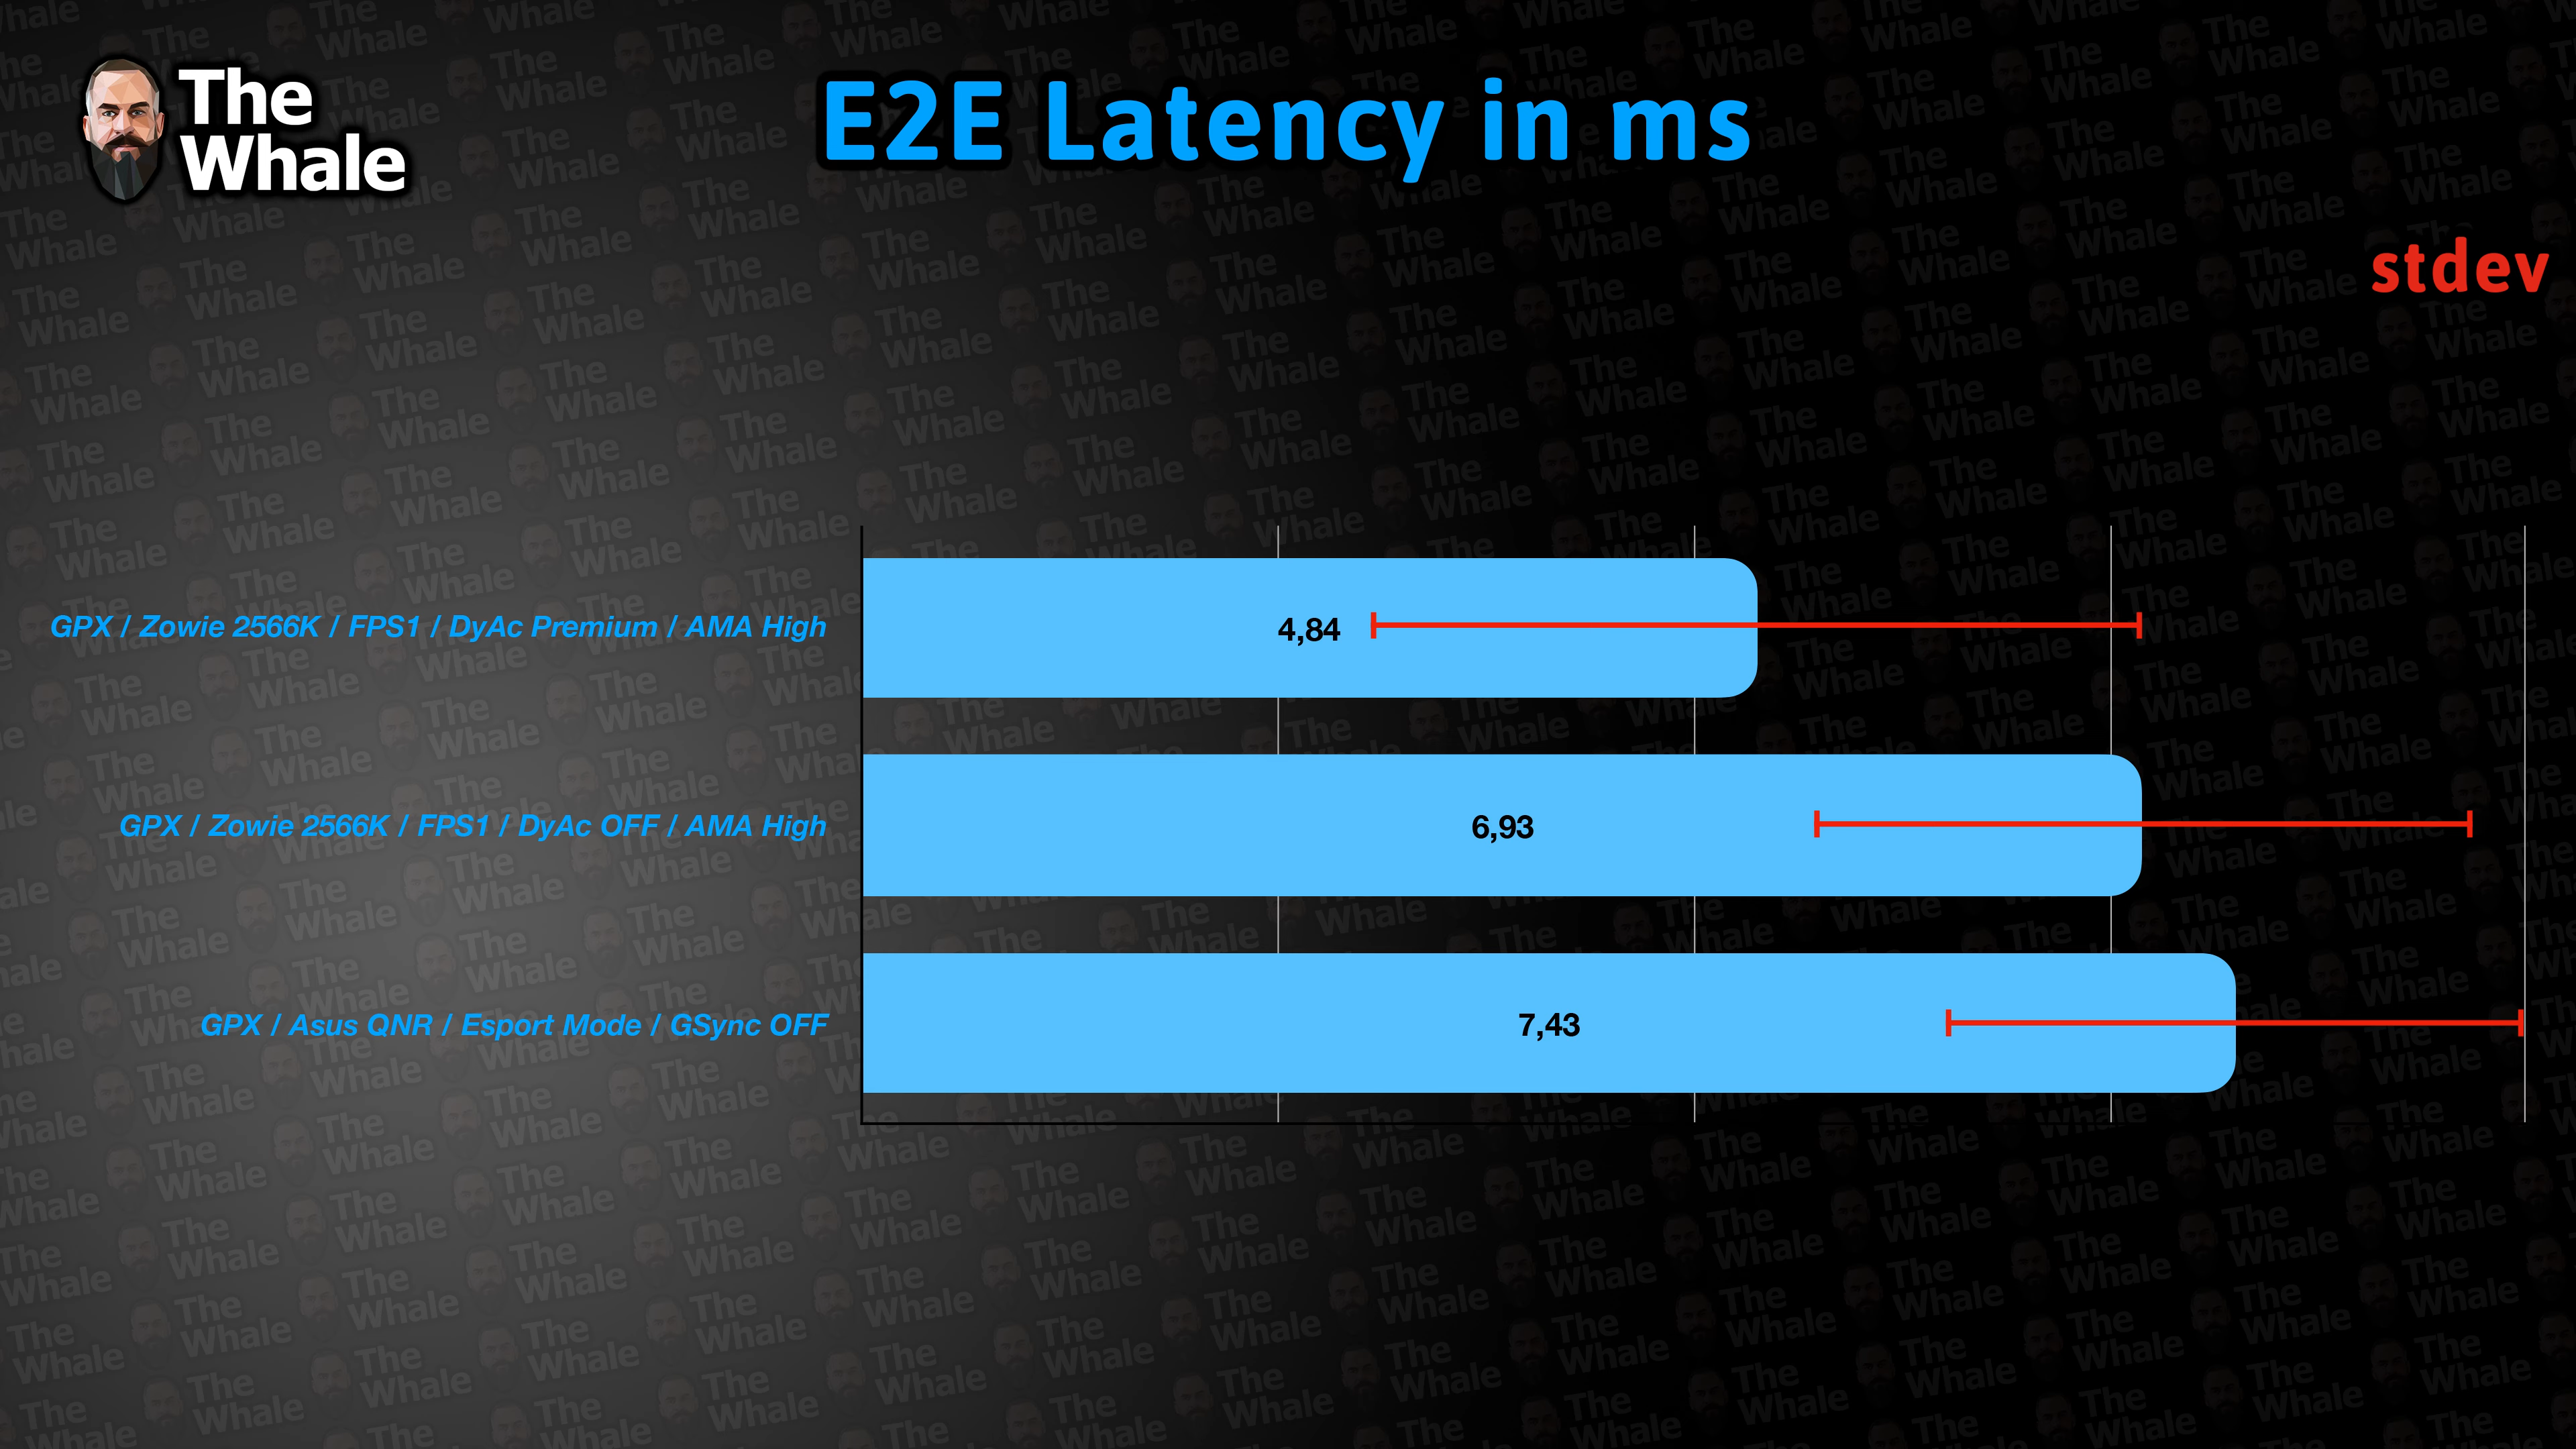 The
Whale
E2E Latency in ms
stdev
GPX / Zowie 2566K / FPS1 / DyAc Premium / AMA High
4,84
GPX / Zowie 2566K / FPS1 / DyAc OFF / AMA High
6,93
GPX / Asus QNR / Esport Mode / GSync OFF
7,43